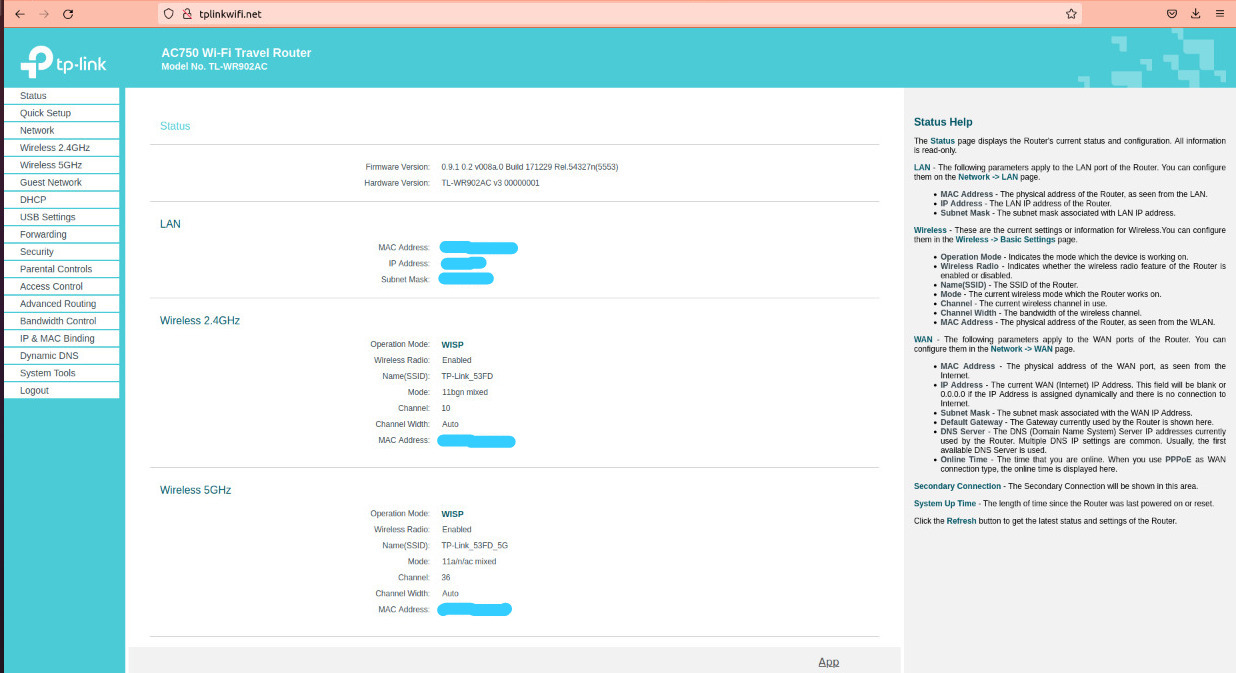 tplinkwifi.net
tp-link
AC750 Wi-Fi Travel Router
Model No. TL-WR902AC
Status
Quick Setup
Network
Wireless 2.4GHz
Wireless 5GHz
Guest Network
DHCP
USB Settings
Forwarding
Security
Parental Controls
Access Control
Advanced Routing
Bandwidth Control
IP & MAC Binding
Dynamic DNS
System Tools
Logout
Status
Firmware Version: 0.9.1 0.2 v008a.0 Build 171229 Rel.54327n(5553)
Hardware Version: TL-WR902AC v3 00000001
LAN
MAC Address:
IP Address:
Subnet Mask:
Wireless 2.4GHz
Operation Mode: WISP
Wireless Radio: Enabled
Name(SSID): TP-Link_53FD
Mode: 11bgn mixed
Channel: 10
Channel Width: Auto
MAC Address:
Wireless 5GHz
Operation Mode: WISP
Wireless Radio: Enabled
Name(SSID): TP-Link_53FD_5G
Mode: 11a/n/ac mixed
Channel: 36
Channel Width: Auto
MAC Address:
App
Status Help
The Status page displays the Router's current status and configuration. All information
is read-only.
LAN - The following parameters apply to the LAN port of the Router. You can configure
them on the Network -> LAN page.
• MAC Address - The physical address of the Router, as seen from the LAN.
• IP Address - The LAN IP address of the Router.
• Subnet Mask - The subnet mask associated with LAN IP address.
Wireless - These are the current settings or information for Wireless.You can configure
them in the Wireless -> Basic Settings page.
• Operation Mode - Indicates the mode which the device is working on.
• Wireless Radio - Indicates whether the wireless radio feature of the Router is
enabled or disabled.
• Name(SSID) - The SSID of the Router.
• Mode - The current wireless mode which the Router works on.
• Channel - The current wireless channel in use.
• Channel Width - The bandwidth of the wireless channel.
• MAC Address - The physical address of the Router, as seen from the WLAN.
WAN - The following parameters apply to the WAN ports of the Router. You can
configure them in the Network -> WAN page.
• MAC Address - The physical address of the WAN port, as seen from the
Internet.
• IP Address - The current WAN (Internet) IP Address. This field will be blank or
0.0.0.0 if the IP Address is assigned dynamically and there is no connection to
Internet.
• Subnet Mask - The subnet mask associated with the WAN IP Address.
• Default Gateway - The Gateway currently used by the Router is shown here.
• DNS Server - The DNS (Domain Name System) Server IP addresses currently
used by the Router. Multiple DNS IP settings are common. Usually, the first
available DNS Server is used.
• Online Time - The time that you are online. When you use PPPoE as WAN
connection type, the online time is displayed here.
Secondary Connection - The Secondary Connection will be shown in this area.
System Up Time - The length of time since the Router was last powered on or reset.
Click the Refresh button to get the latest status and settings of the Router.